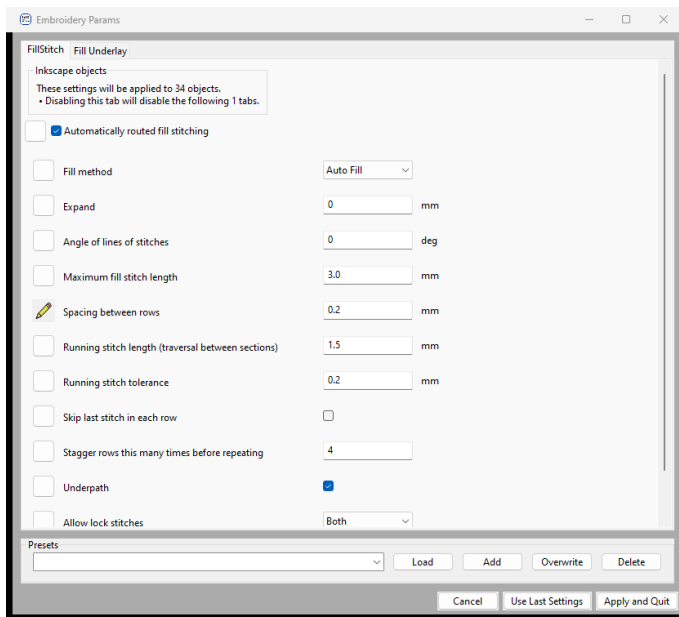 Embroidery Params
FillStitch Fill Underlay
Inkscape objects
These settings will be applied to 34 objects.
• Disabling this tab will disable the following 1 tabs.
Automatically routed fill stitching
Fill method Auto Fill
Expand 0 mm
Angle of lines of stitches 0 deg
Maximum fill stitch length 3.0 mm
Spacing between rows 0.2 mm
Running stitch length (traversal between sections) 1.5 mm
Running stitch tolerance 0.2 mm
Skip last stitch in each row
Stagger rows this many times before repeating 4
Underpath
Allow lock stitches Both
Presets
Load Add Overwrite Delete
Cancel Use Last Settings Apply and Quit